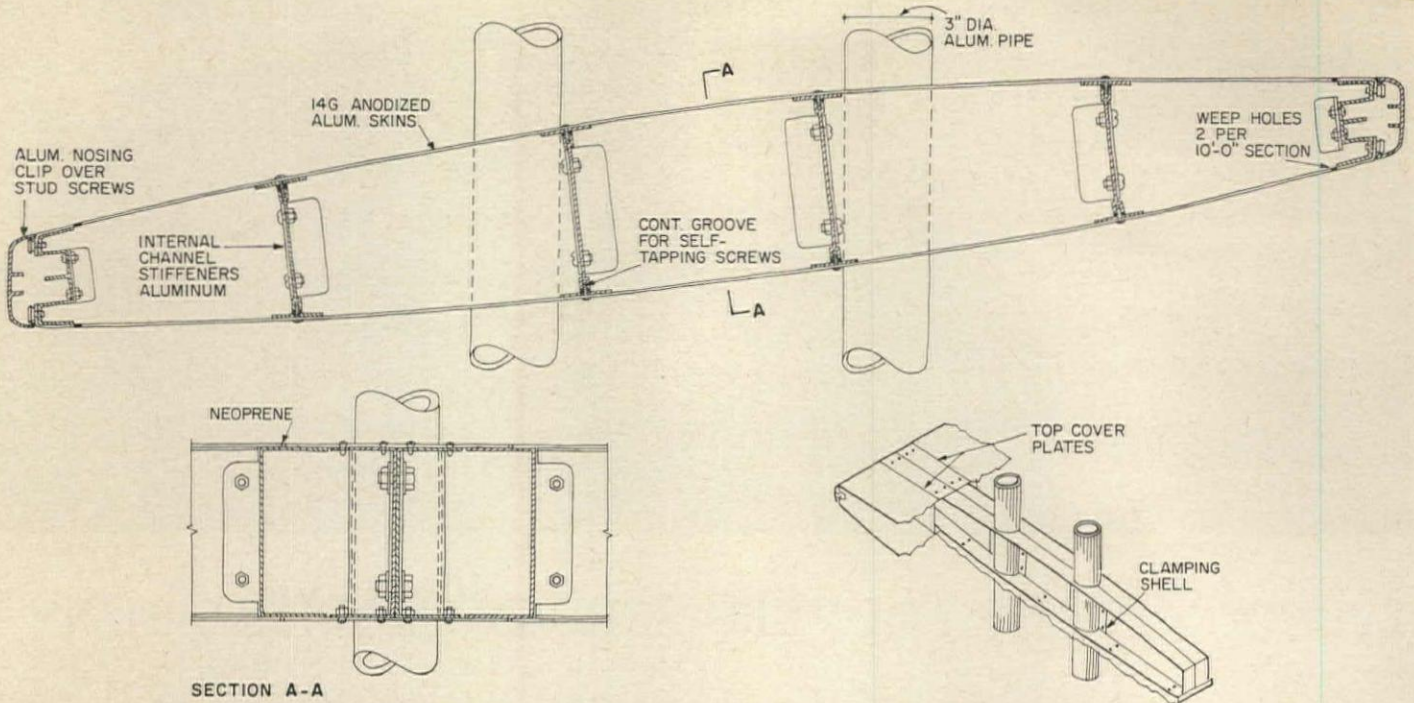 3" DIA.
ALUM. PIPE
A
14G ANODIZED
ALUM. SKINS
WEEP HOLES
2 PER
10'-0" SECTION
ALUM. NOSING
CLIP OVER
STUD SCREWS
INTERNAL
CHANNEL
STIFFENERS
ALUMINUM
CONT. GROOVE
FOR SELF-
TAPPING SCREWS
A
NEOPRENE
TOP COVER
PLATES
CLAMPING
SHELL
SECTION A-A